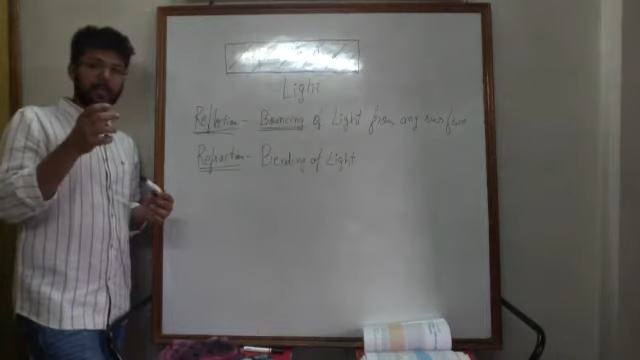 Light
Reflection - Bouncing of Light from any surface
Refraction - Bending of Light